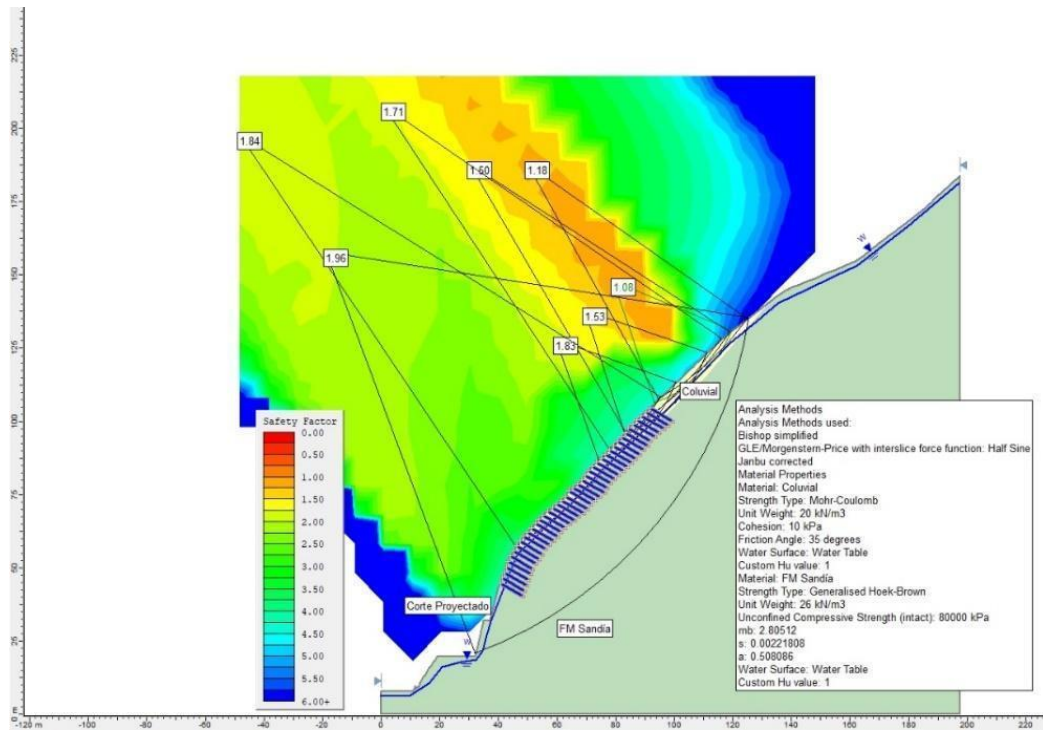 225
200
175
150
125
100
75
50
25
0
1.84
1.71
1.50
1.18
1.96
1.08
1.53
1.83
W
W
Coluvial
Corte Proyectado
FM Sandía
Safety Factor
0.00
0.50
1.00
1.50
2.00
2.50
3.00
3.50
4.00
4.50
5.00
5.50
6.00+
Analysis Methods
Analysis Methods used:
Bishop simplified
GLE/Morgenstern-Price with interslice force function: Half Sine
Janbu corrected
Material Properties
Material: Coluvial
Strength Type: Mohr-Coulomb
Unit Weight: 20 kN/m3
Cohesion: 10 kPa
Friction Angle: 35 degrees
Water Surface: Water Table
Custom Hu value: 1
Material: FM Sandía
Strength Type: Generalised Hoek-Brown
Unit Weight: 26 kN/m3
Unconfined Compressive Strength (intact): 80000 kPa
mb: 2.80512
s: 0.00221808
a: 0.508086
Water Surface: Water Table
Custom Hu value: 1
-120 m -100 -80 -60 -40 -20 0 20 40 60 80 100 120 140 160 180 200 220